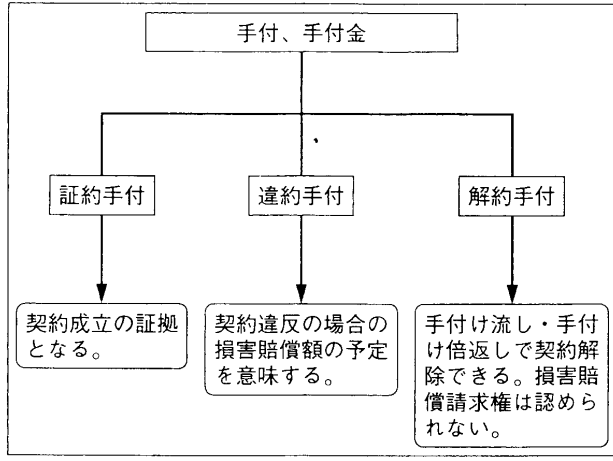 手付、手付金
証約手付
違約手付
解約手付
契約成立の証拠
となる。
契約違反の場合の
損害賠償額の予定
を意味する。
手付け流し・手付
け倍返しで契約解
除できる。損害賠
償請求権は認めら
れない。